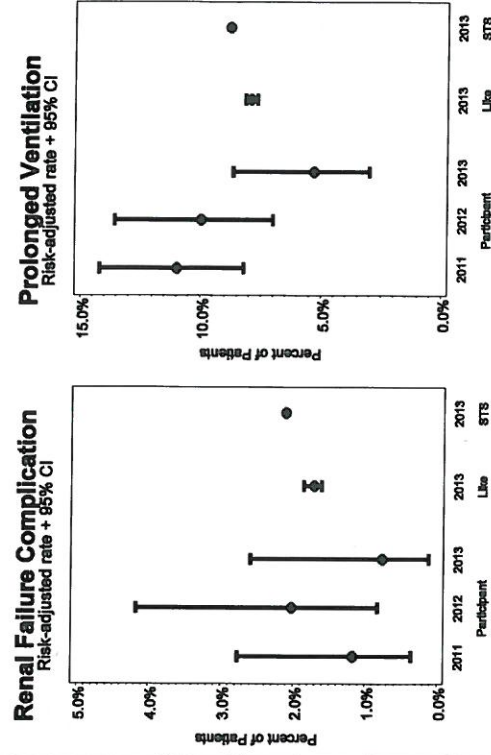 Renal Failure Complication
Risk-adjusted rate + 95% CI
5.0%
4.0%
3.0%
2.0%
1.0%
0.0%
Percent of Patients
2011 2012 2013 2013 2013
Participant Like STS
Prolonged Ventilation
Risk-adjusted rate + 95% CI
15.0%
10.0%
5.0%
0.0%
Percent of Patients
2011 2012 2013 2013 2013
Participant Like STS